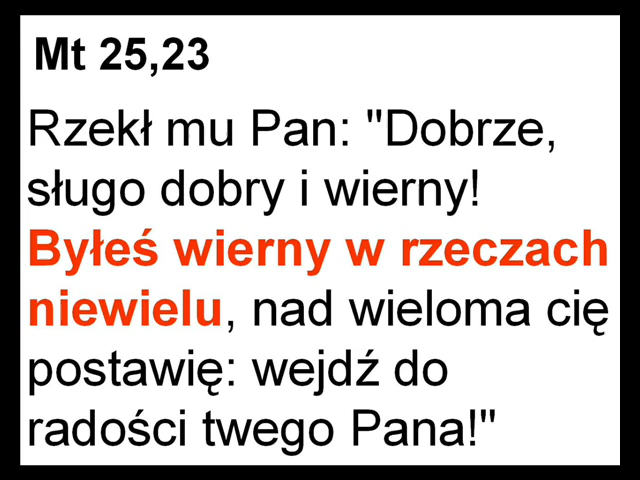 Mt 25,23
Rzekł mu Pan: "Dobrze,
sługo dobry i wierny!
Byłeś wierny w rzeczach
niewielu, nad wieloma cię
postawię: wejdź do
radości twego Pana!"